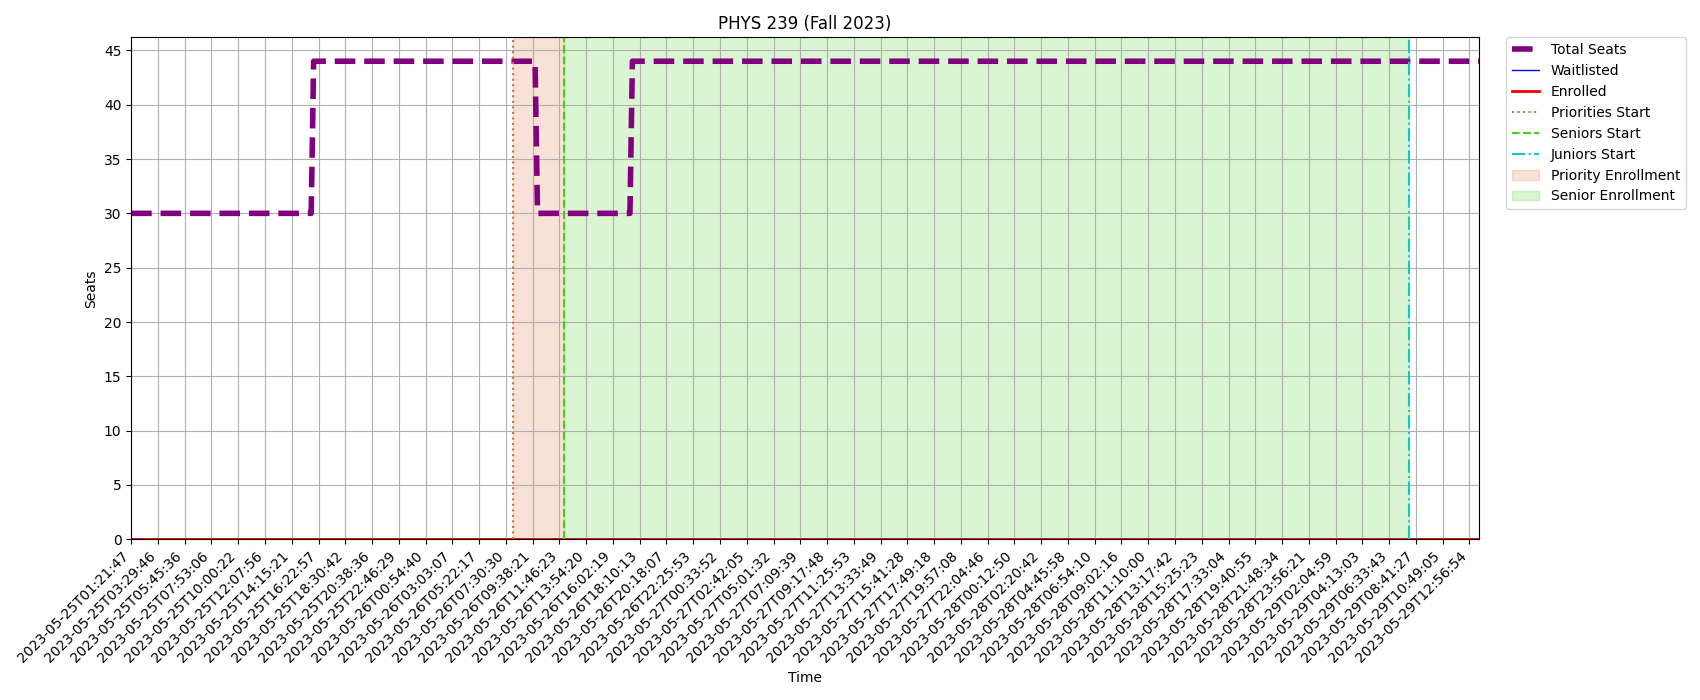 PHYS 239 (Fall 2023)
Total Seats
Waitlisted
Enrolled
Priorities Start
Seniors Start
Juniors Start
Priority Enrollment
Senior Enrollment
Seats
45
40
35
30
25
20
15
10
5
0
2023-05-25T01:21:47
2023-05-25T03:29:46
2023-05-25T05:45:36
2023-05-25T07:53:06
2023-05-25T10:00:22
2023-05-25T12:07:56
2023-05-25T14:15:21
2023-05-25T16:22:57
2023-05-25T18:30:42
2023-05-25T20:38:36
2023-05-25T22:46:29
2023-05-26T00:54:40
2023-05-26T03:03:07
2023-05-26T05:22:17
2023-05-26T07:30:30
2023-05-26T09:38:21
2023-05-26T11:46:23
2023-05-26T13:54:20
2023-05-26T16:02:19
2023-05-26T18:10:13
2023-05-26T20:18:07
2023-05-26T22:25:53
2023-05-27T00:33:52
2023-05-27T02:42:05
2023-05-27T05:01:32
2023-05-27T07:09:39
2023-05-27T09:17:48
2023-05-27T11:25:53
2023-05-27T13:33:49
2023-05-27T15:41:28
2023-05-27T17:49:18
2023-05-27T19:57:08
2023-05-27T22:04:46
2023-05-28T00:12:50
2023-05-28T02:20:42
2023-05-28T04:45:58
2023-05-28T06:54:10
2023-05-28T09:02:16
2023-05-28T11:10:00
2023-05-28T13:17:42
2023-05-28T15:25:23
2023-05-28T17:33:04
2023-05-28T19:40:55
2023-05-28T21:48:34
2023-05-28T23:56:21
2023-05-29T02:04:59
2023-05-29T04:13:03
2023-05-29T06:33:43
2023-05-29T08:41:27
2023-05-29T10:49:05
2023-05-29T12:56:54
Time